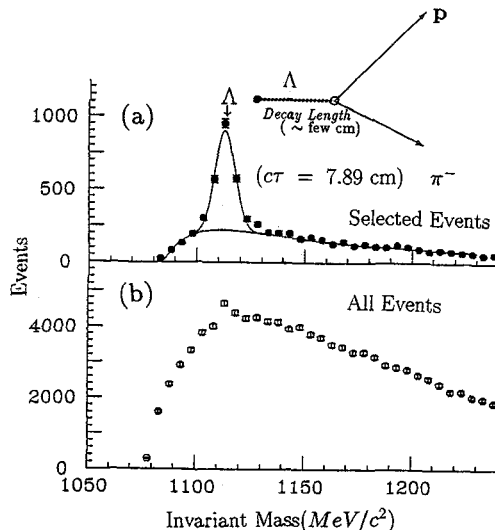 p
Λ
Λ
Decay Length
(~ few cm)
(a)
1000
(cτ = 7.89 cm) π⁻
500
Selected Events
0
Events
(b)
All Events
4000
2000
0
1050 1100 1150 1200
Invariant Mass(MeV/c²)